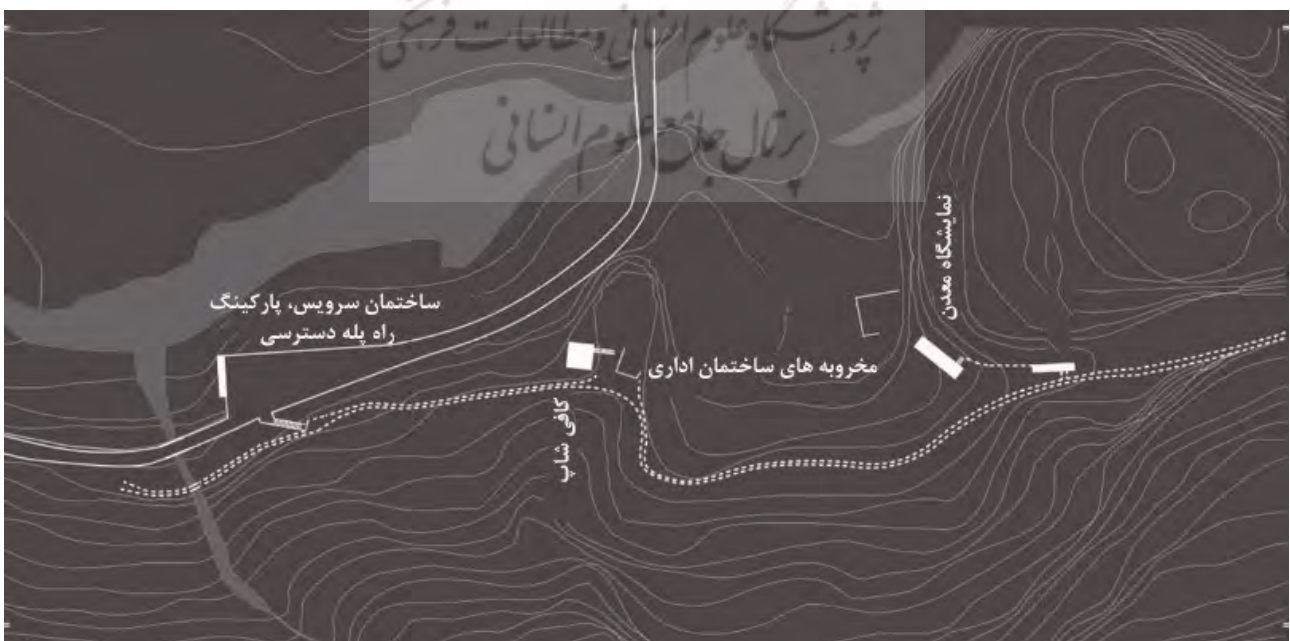 پژوهشگاه علوم انسانی و مطالعات فرهنگی
پرتال جامع علوم انسانی
نمایشگاه معدن
ساختمان سرویس، پارکینگ
راه پله دسترسی
مخروبه های ساختمان اداری
کافی شاپ